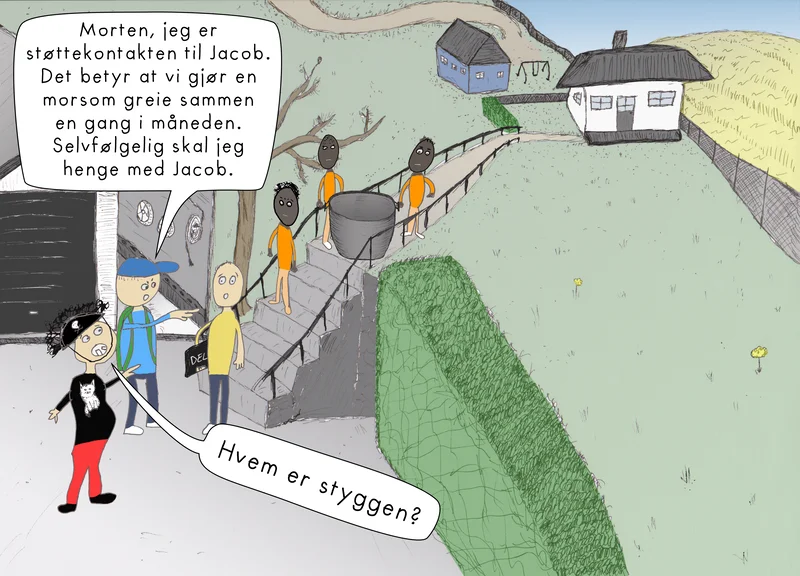 Morten, jeg er
støttekontakten til Jacob.
Det betyr at vi gjør en
morsom greie sammen
en gang i måneden.
Selvfølgelig skal jeg
henge med Jacob.
DEL
Hvem er styggen?